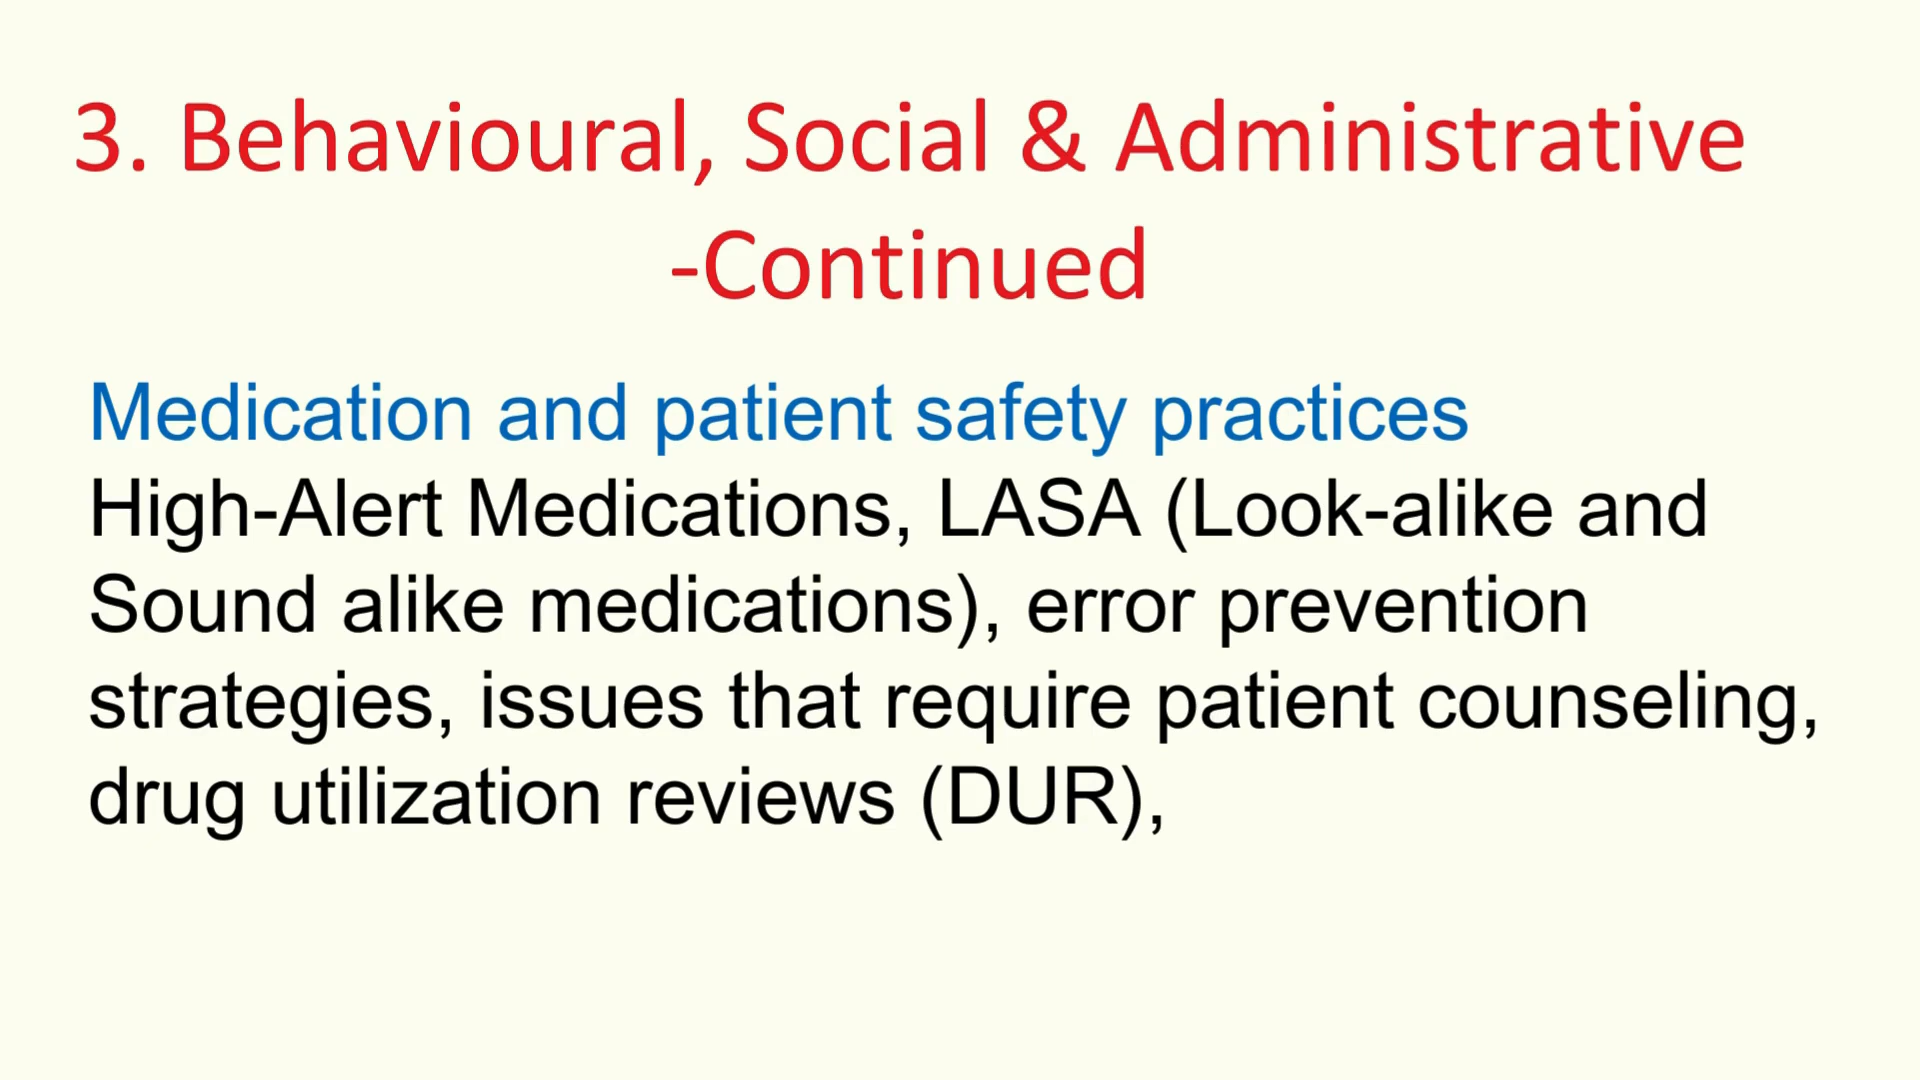 3. Behavioural, Social & Administrative
-Continued
Medication and patient safety practices
High-Alert Medications, LASA (Look-alike and
Sound alike medications), error prevention
strategies, issues that require patient counseling,
drug utilization reviews (DUR),